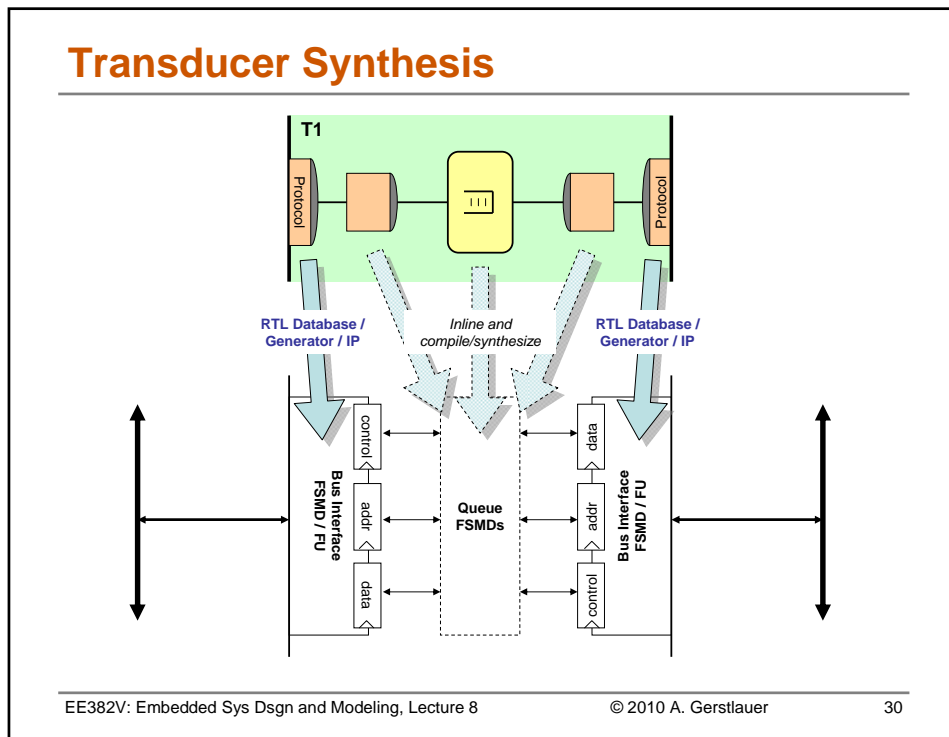 Transducer Synthesis
T1
Protocol
Protocol
RTL Database /
Generator / IP
Inline and
compile/synthesize
RTL Database /
Generator / IP
Bus Interface
FSMD / FU
control
addr
data
Queue
FSMDs
data
addr
control
Bus Interface
FSMD / FU
EE382V: Embedded Sys Dsgn and Modeling, Lecture 8
© 2010 A. Gerstlauer
30